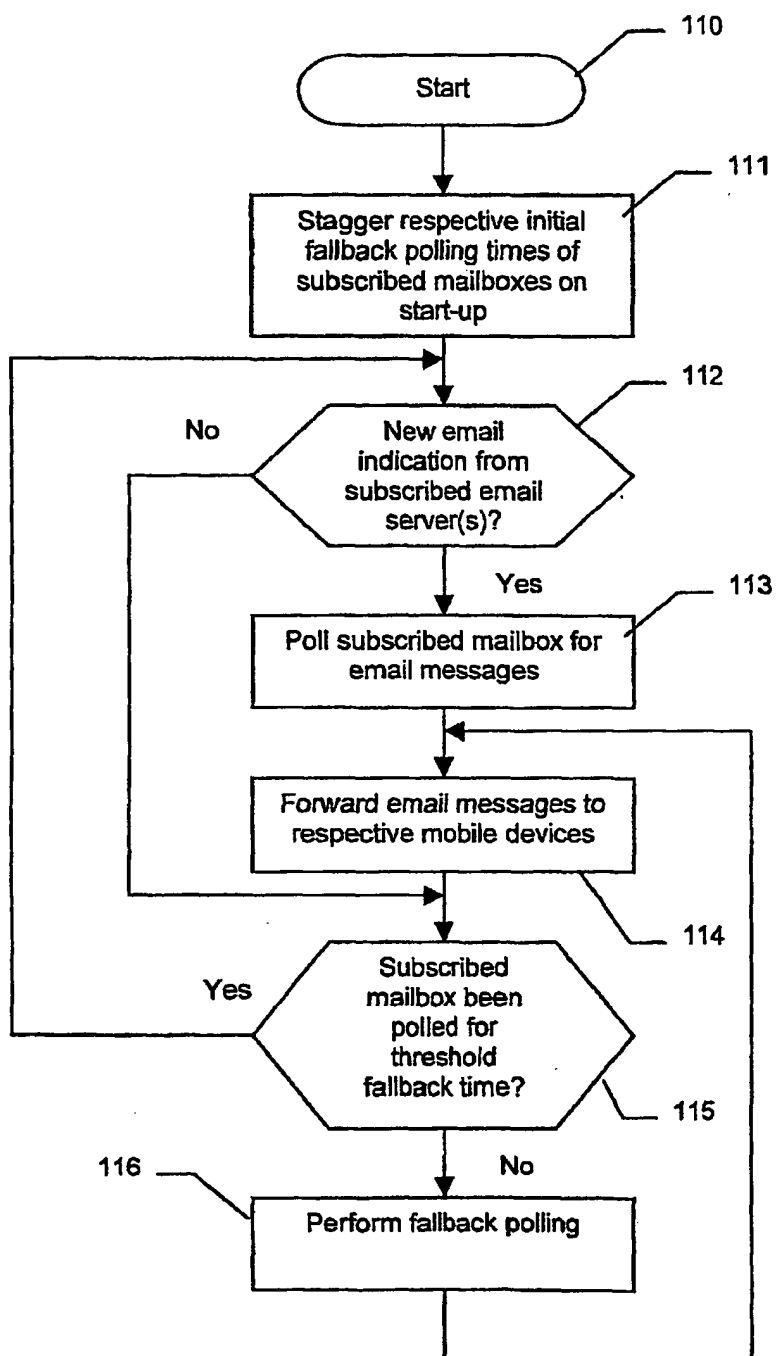 110
Start
111
Stagger respective initial
fallback polling times of
subscribed mailboxes on
start-up
112
No
New email
indication from
subscribed email
server(s)?
Yes
113
Poll subscribed mailbox for
email messages
Forward email messages to
respective mobile devices
114
Yes
Subscribed
mailbox been
polled for
threshold
fallback time?
115
No
116
Perform fallback polling